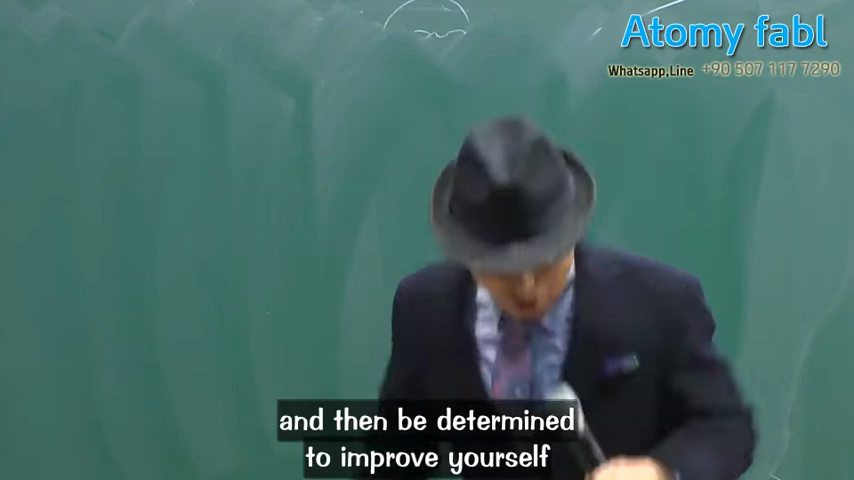 Atomy fabl
Whatsapp,Line +90 507 117 7290
and then be determined
to improve yourself